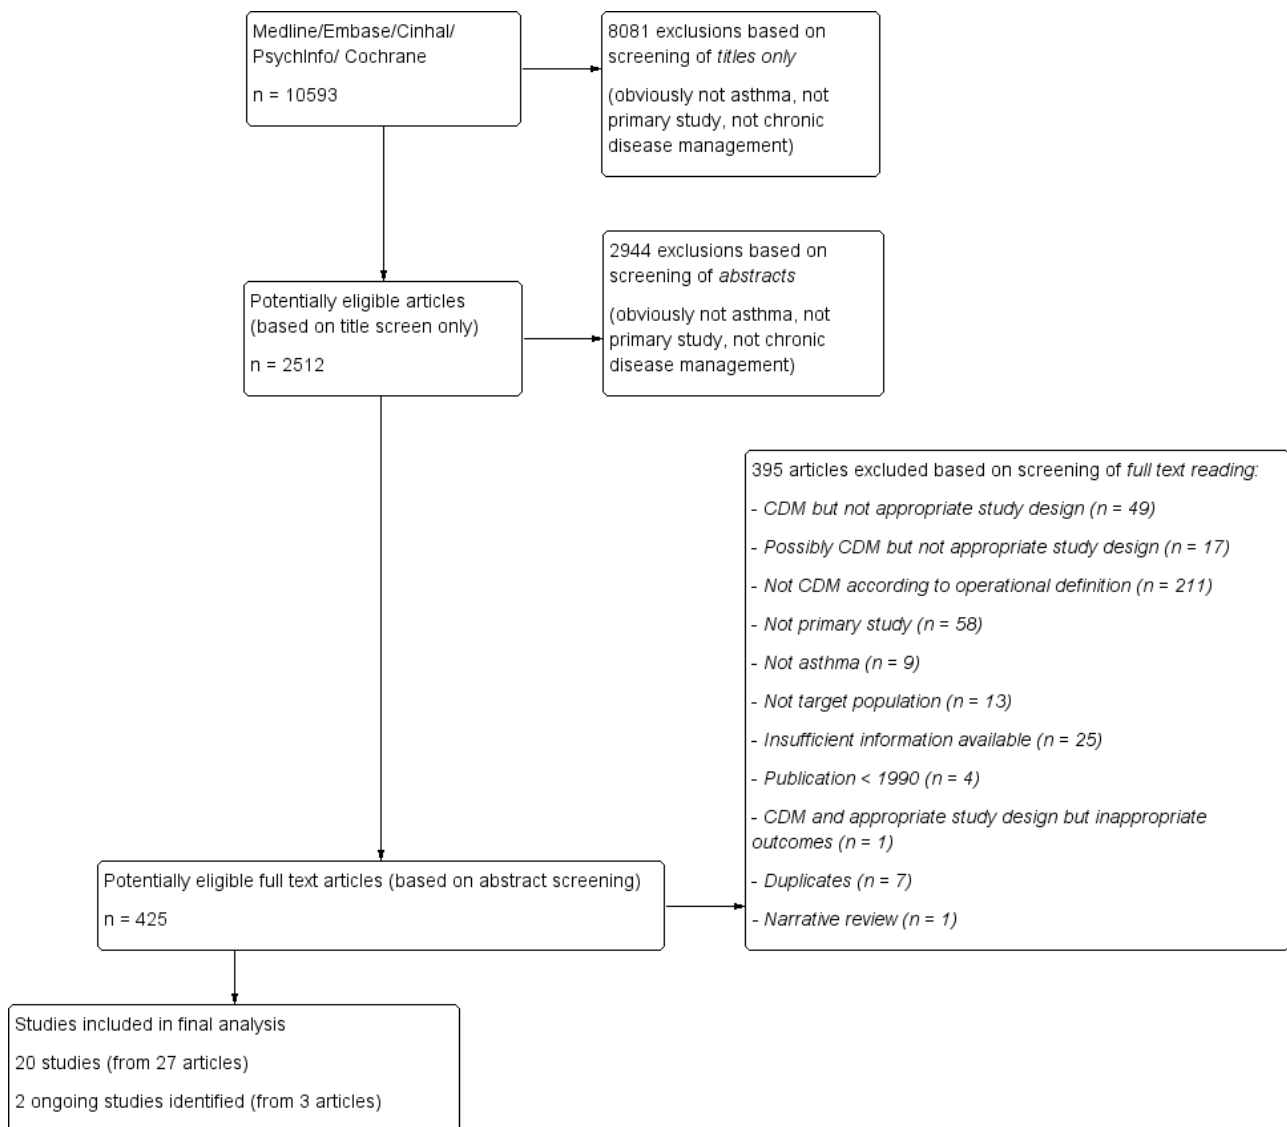 Medline/Embase/Cinhal/
PsychInfo/ Cochrane
n = 10593
8081 exclusions based on
screening of titles only
(obviously not asthma, not
primary study, not chronic
disease management)
2944 exclusions based on
screening of abstracts
(obviously not asthma, not
primary study, not chronic
disease management)
Potentially eligible articles
(based on title screen only)
n = 2512
395 articles excluded based on screening of full text reading:
- CDM but not appropriate study design (n = 49)
- Possibly CDM but not appropriate study design (n = 17)
- Not CDM according to operational definition (n = 211)
- Not primary study (n = 58)
- Not asthma (n = 9)
- Not target population (n = 13)
- Insufficient information available (n = 25)
- Publication < 1990 (n = 4)
- CDM and appropriate study design but inappropriate
outcomes (n = 1)
- Duplicates (n = 7)
- Narrative review (n = 1)
Potentially eligible full text articles (based on abstract screening)
n = 425
Studies included in final analysis
20 studies (from 27 articles)
2 ongoing studies identified (from 3 articles)